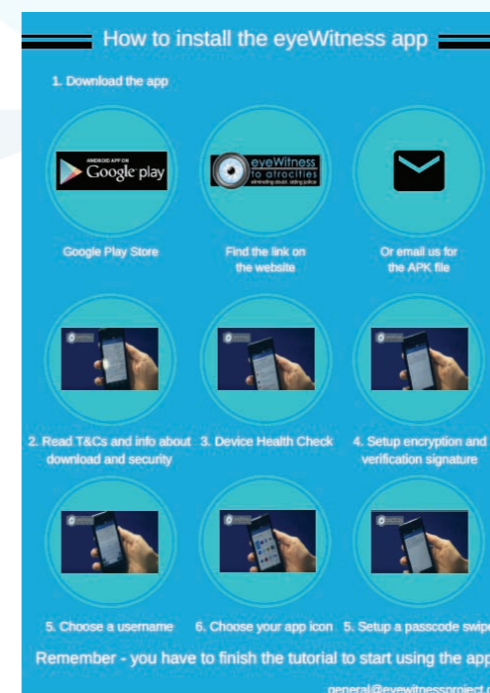 How to install the eyeWitness app
1. Download the app
ANDROID APP ON
Google play
eyeWitness
to atrocities
Google Play Store
Find the link on
the website
Or email us for
the APK file
2. Read T&Cs and info about
download and security
3. Device Health Check
4. Setup encryption and
verification signature
5. Choose a username
6. Choose your app icon
5. Setup a passcode swipe
Remember - you have to finish the tutorial to start using the app